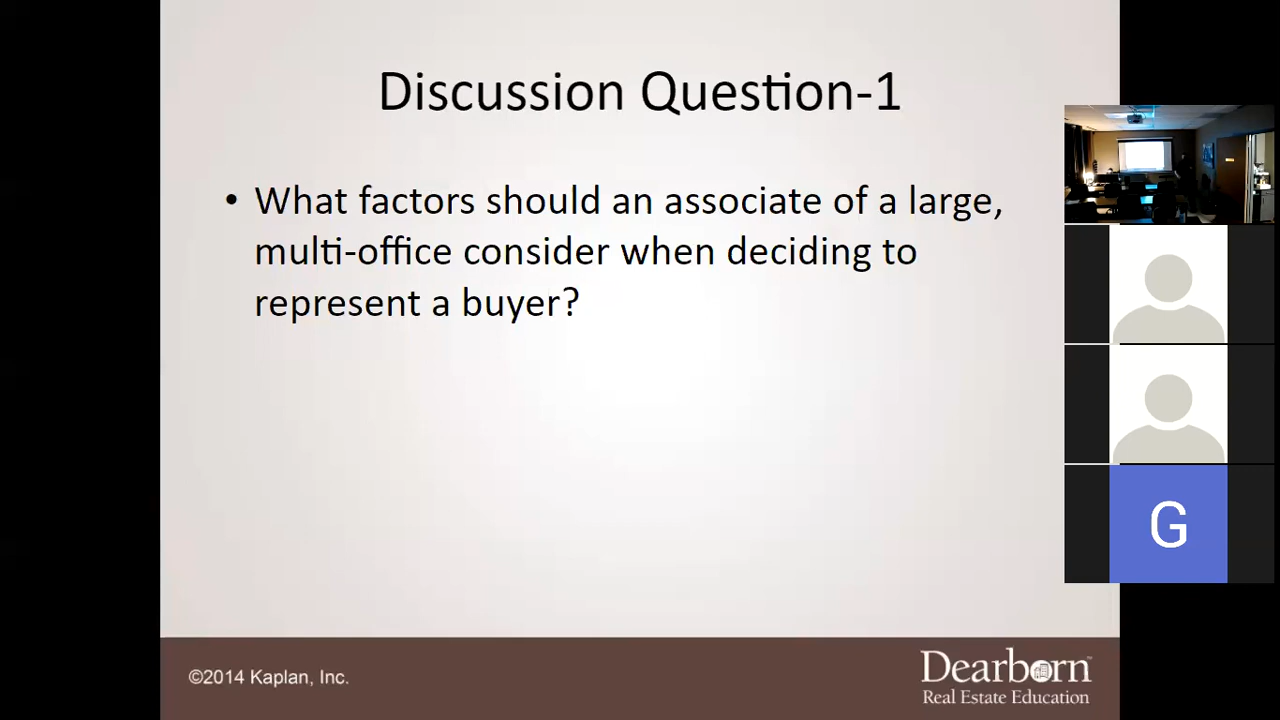 Discussion Question-1
• What factors should an associate of a large,
multi-office consider when deciding to
represent a buyer?
G
©2014 Kaplan, Inc.
Dearborn™
Real Estate Education